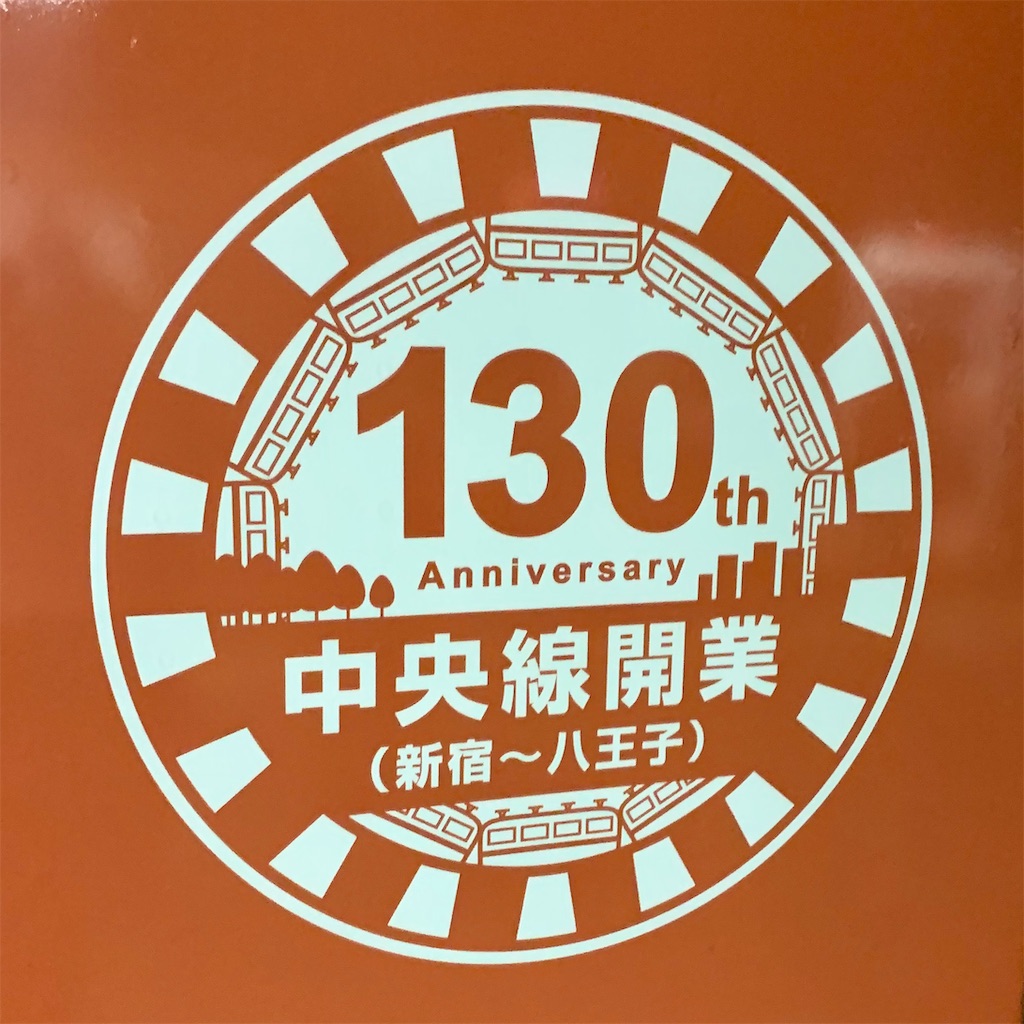 130th
Anniversary
中央線開業
（新宿～八王子）